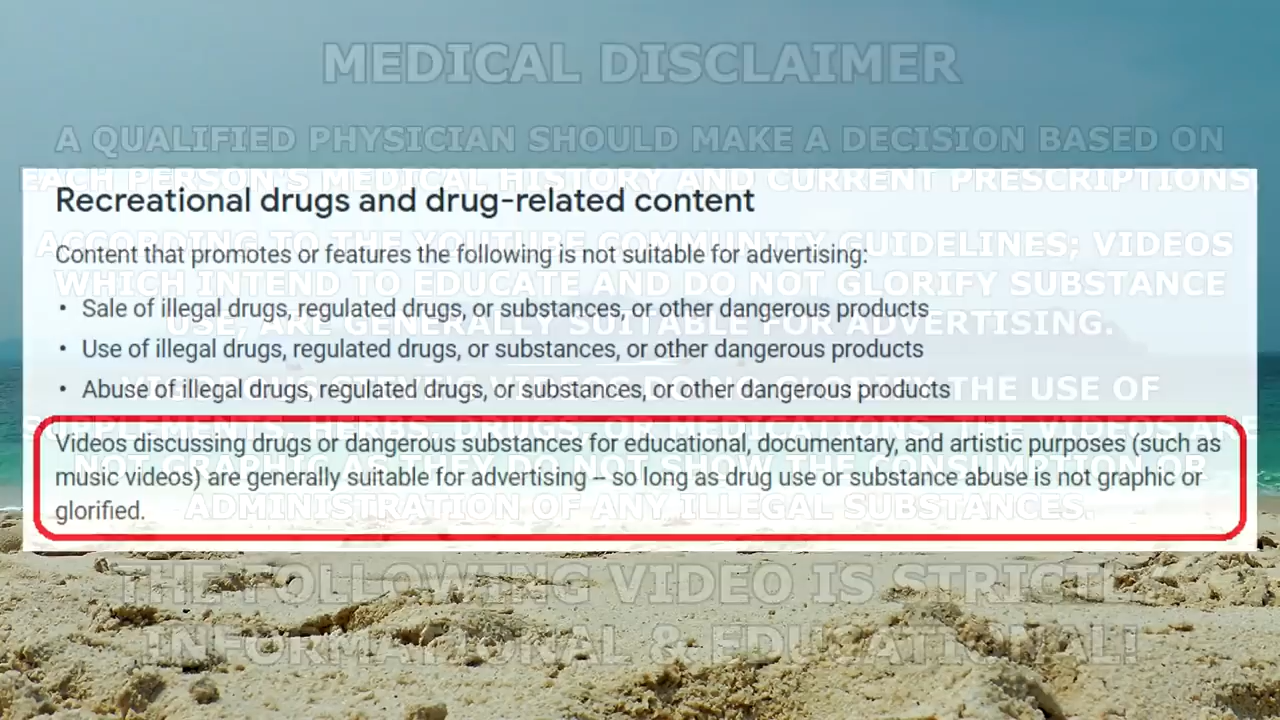 MEDICAL DISCLAIMER
A QUALIFIED PHYSICIAN SHOULD MAKE A DECISION BASED ON
EACH PERSON'S MEDICAL HISTORY AND CURRENT PRESCRIPTIONS.
Recreational drugs and drug-related content
ACCORDING TO THE YOUTUBE COMMUNITY GUIDELINES; VIDEOS
Content that promotes or features the following is not suitable for advertising:
WHICH INTEND TO EDUCATE AND DO NOT GLORIFY SUBSTANCE
• Sale of illegal drugs, regulated drugs, or substances, or other dangerous products
USE, ARE GENERALLY SUITABLE FOR ADVERTISING.
• Use of illegal drugs, regulated drugs, or substances, or other dangerous products
VIDEOS DO NOT GLORIFY THE USE OF
• Abuse of illegal drugs, regulated drugs, or substances, or other dangerous products
SUPPLEMENTS, HERBS, DRUGS, OR MEDICATIONS. THE VIDEOS ARE
Videos discussing drugs or dangerous substances for educational, documentary, and artistic purposes (such as
NOT GRAPHIC AS THEY DO NOT SHOW THE CONSUMPTION OR
music videos) are generally suitable for advertising – so long as drug use or substance abuse is not graphic or
ADMINISTRATION OF ANY ILLEGAL SUBSTANCES.
glorified.
THE FOLLOWING VIDEO IS STRICTLY
INFORMATIONAL & EDUCATIONAL!